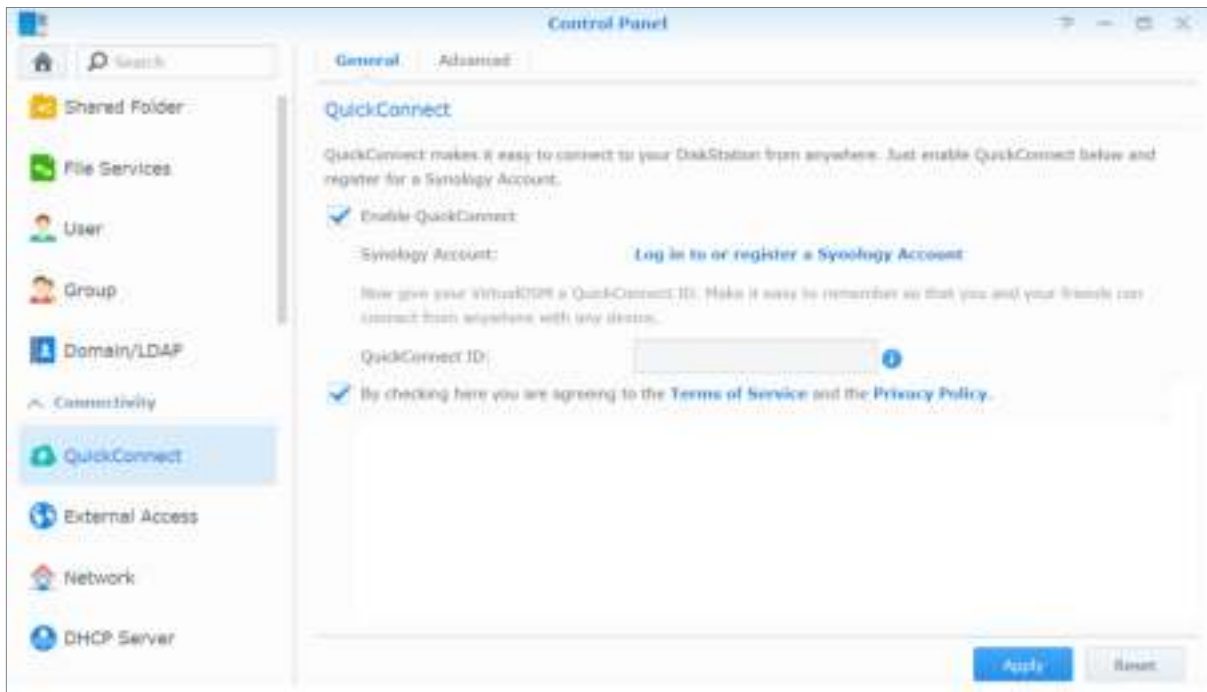 Control Panel
Search
General Advanced
Shared Folder
File Services
User
Group
Domain/LDAP
Connectivity
QuickConnect
External Access
Network
DHCP Server
QuickConnect
QuickConnect makes it easy to connect to your DiskStation from anywhere. Just enable QuickConnect below and
register for a Synology Account.
Enable QuickConnect
Synology Account: Log in to or register a Synology Account
Now give your VirtualDSM a QuickConnect ID. Make it easy to remember so that you and your friends can
connect from anywhere with any device.
QuickConnect ID:
By checking here you are agreeing to the Terms of Service and the Privacy Policy.
Apply Reset